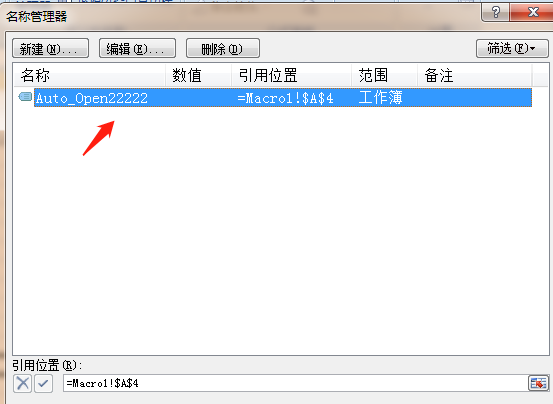 名称管理器
新建(N)... 编辑(E)... 删除(D) 筛选(F)
名称 数值 引用位置 范围 备注
Auto_Open22222 =Macro1!$A$4 工作簿
引用位置(R):
=Macro1!$A$4